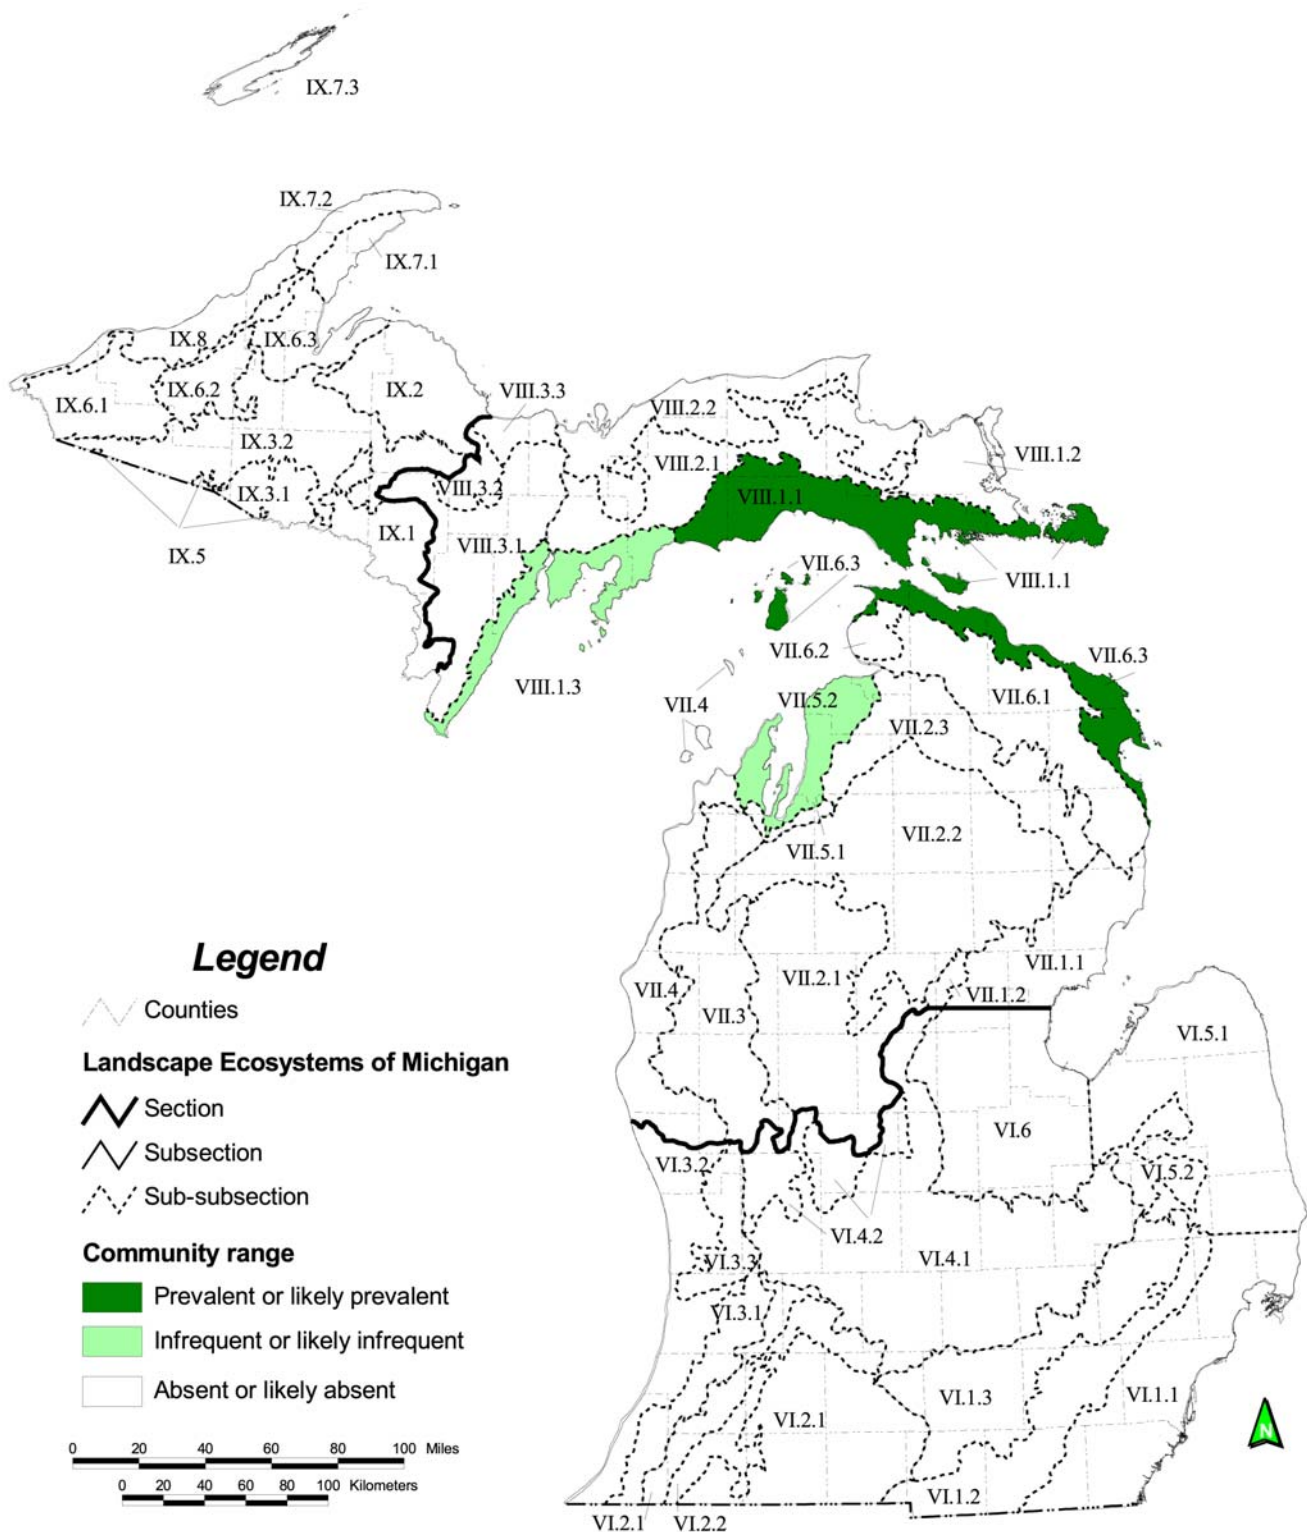 IX.7.3
IX.7.2
IX.7.1
IX.8
IX.6.3
IX.6.2
IX.2
VIII.3.3
IX.6.1
VIII.2.2
IX.3.2
VIII.2.1
VIII.1.2
IX.3.1
VIII.3.2
VIII.1.1
IX.1
VIII.3.1
IX.5
VII.6.3
VIII.1.1
VII.6.2
VII.6.3
VIII.1.3
VII.4
VII.5.2
VII.6.1
VII.2.3
VII.2.2
VII.5.1
VII.1.1
VII.4
VII.2.1
VII.1.2
VII.3
VI.5.1
VI.6
VI.3.2
VI.5.2
VI.4.2
VI.4.1
VI.3.3
VI.3.1
VI.1.3
VI.1.1
VI.2.1
VI.1.2
VI.2.1
VI.2.2
Legend
Counties
Landscape Ecosystems of Michigan
Section
Subsection
Sub-subsection
Community range
Prevalent or likely prevalent
Infrequent or likely infrequent
Absent or likely absent
0 20 40 60 80 100 Miles
0 20 40 60 80 100 Kilometers
N